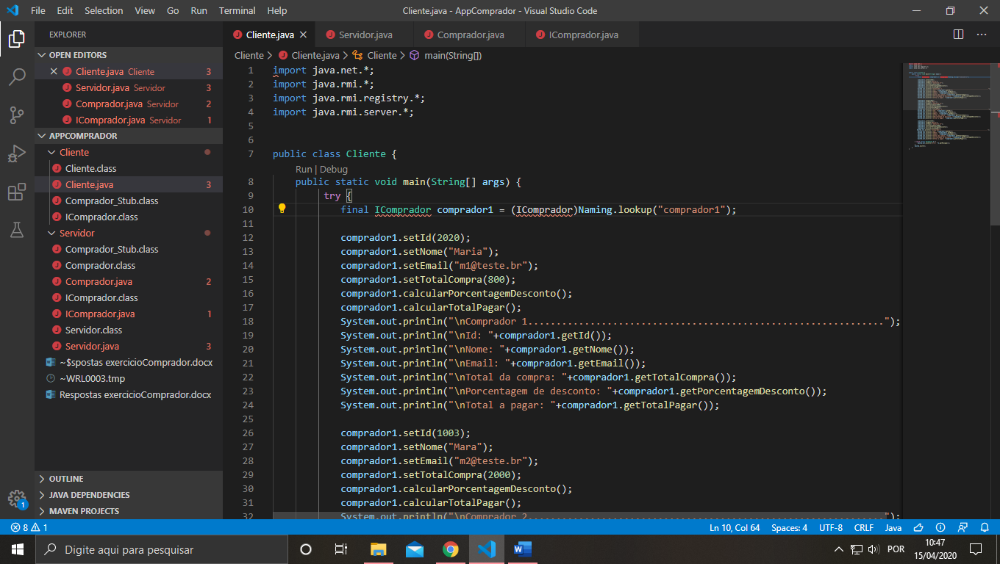 File Edit Selection View Go Run Terminal Help
Cliente.java - AppComprador - Visual Studio Code
EXPLORER
OPEN EDITORS
Cliente.java Cliente 3
Servidor.java Servidor 3
Comprador.java Servidor 2
IComprador.java Servidor 1
APPCOMPRADOR
Cliente
Cliente.class
Cliente.java 3
Comprador_Stub.class
IComprador.class
Servidor
Comprador_Stub.class
Comprador.class
Comprador.java 2
IComprador.class
IComprador.java 1
Servidor.class
Servidor.java 3
~$spostas exercicioComprador.docx
~WRL0003.tmp
Respostas exercicioComprador.docx
OUTLINE
JAVA DEPENDENCIES
MAVEN PROJECTS
1
Cliente.java Servidor.java Comprador.java IComprador.java
Cliente > Cliente.java > Cliente > main(String[])
1 import java.net.*;
2 import java.rmi.*;
3 import java.rmi.registry.*;
4 import java.rmi.server.*;
5
6
7 public class Cliente {
Run | Debug
8 public static void main(String[] args) {
9 try {
10 final IComprador comprador1 = (IComprador)Naming.lookup("comprador1");
11
12 comprador1.setId(2020);
13 comprador1.setNome("Maria");
14 comprador1.setEmail("m1@teste.br");
15 comprador1.setTotalCompra(800);
16 comprador1.calcularPorcentagemDesconto();
17 comprador1.calcularTotalPagar();
18 System.out.println("\nComprador 1...............................................................");
19 System.out.println("\nId: "+comprador1.getId());
20 System.out.println("\nNome: "+comprador1.getNome());
21 System.out.println("\nEmail: "+comprador1.getEmail());
22 System.out.println("\nTotal da compra: "+comprador1.getTotalCompra());
23 System.out.println("\nPorcentagem de desconto: "+comprador1.getPorcentagemDesconto());
24 System.out.println("\nTotal a pagar: "+comprador1.getTotalPagar());
25
26 comprador1.setId(1003);
27 comprador1.setNome("Mara");
28 comprador1.setEmail("m2@teste.br");
29 comprador1.setTotalCompra(2000);
30 comprador1.calcularPorcentagemDesconto();
31 comprador1.calcularTotalPagar();
32 System.out.println("\nComprador 2...............................................................");
8 1 Ln 10, Col 64 Spaces: 4 UTF-8 CRLF Java
Digite aqui para pesquisar
POR
10:47
15/04/2020